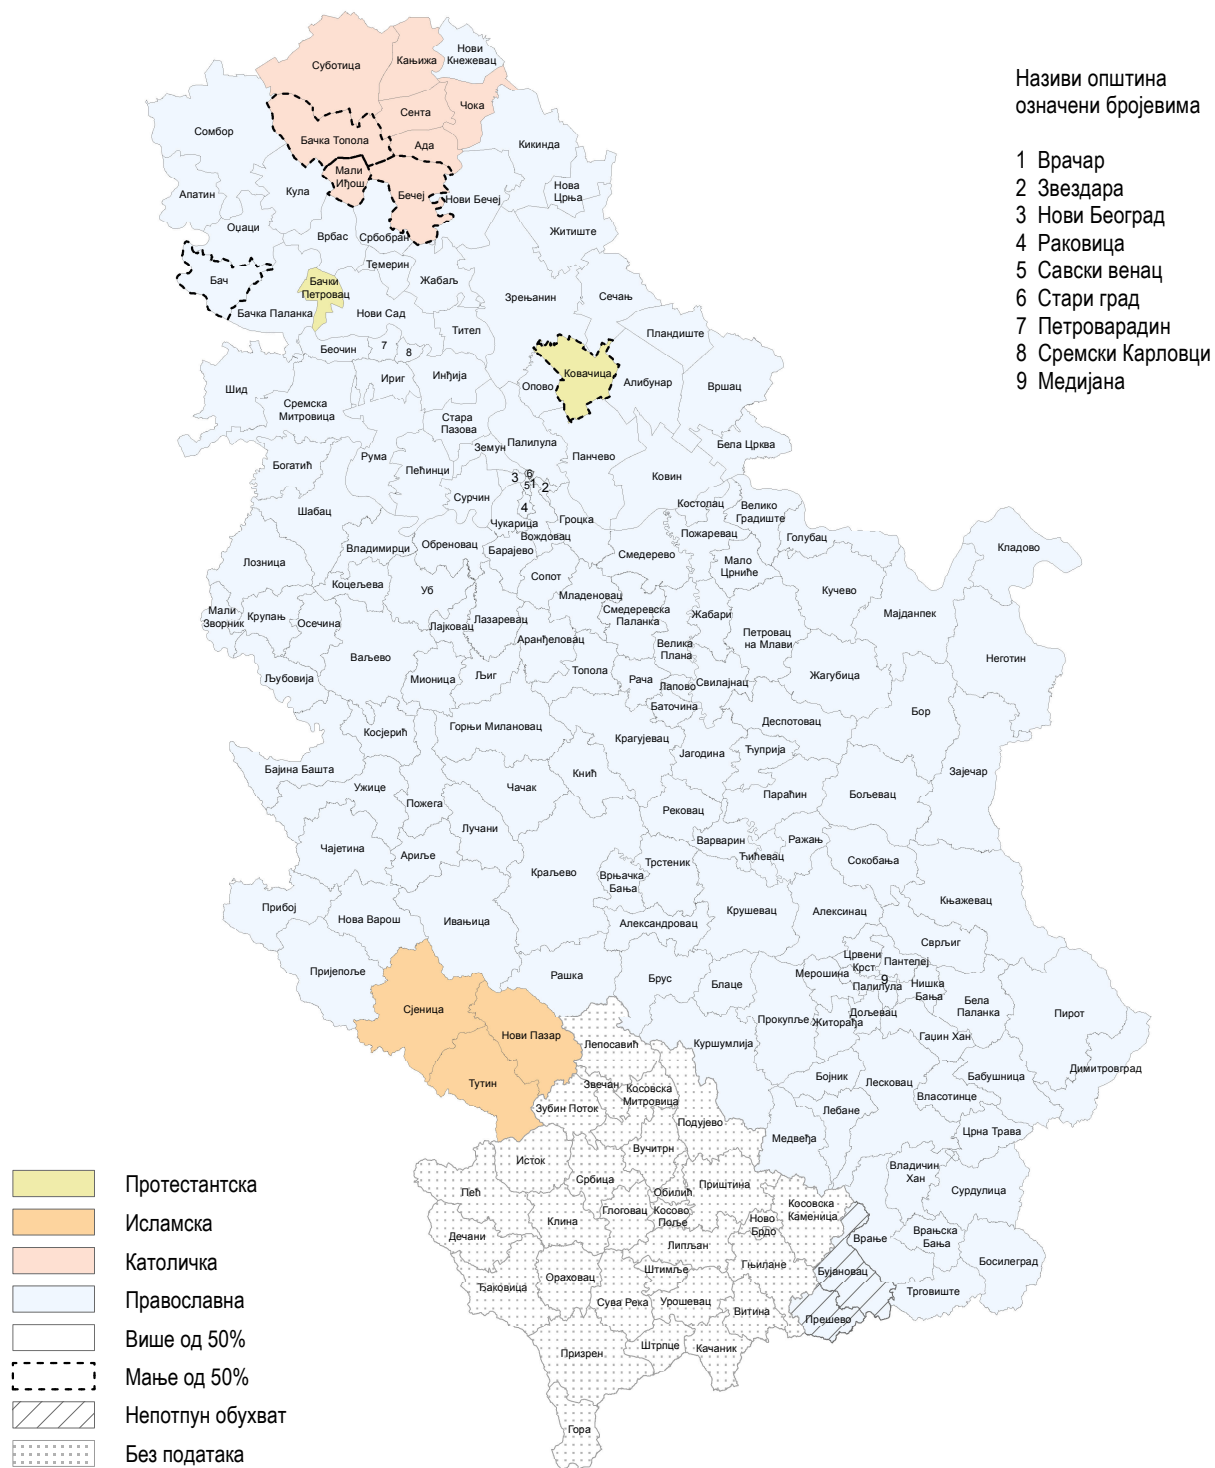 Називи општина
означени бројевима
1 Врачар
2 Звездара
3 Нови Београд
4 Раковица
5 Савски венац
6 Стари град
7 Петроварадин
8 Сремски Карловци
9 Медијана
Суботица
Кањижа
Нови
Кнежевац
Сента
Чока
Сомбор
Бачка Топола
Ада
Кикинда
Мали
Иђош
Апатин
Кула
Бечеј
Нови Бечеј
Нова
Црња
Оџаци
Врбас
Србобран
Житиште
Бач
Темерин
Жабаљ
Бачки
Петровац
Зрењанин
Сечањ
Бачка Паланка
Нови Сад
Тител
Пландиште
Беочин
7
8
Шид
Ириг
Инђија
Опово
Ковачица
Алибунар
Вршац
Сремска
Митровица
Стара
Пазова
Земун
Палилула
Панчево
Бела Црква
Богатић
Рума
Пећинци
Сурчин
3
6
5
1
2
4
Ковин
Шабац
Чукарица
Гроцка
Костолац
Велико
Градиште
Вождовац
Пожаревац
Голубац
Кладово
Лозница
Владимирци
Обреновац
Барајево
Смедерево
Мало
Црниће
Коцељева
Уб
Сопот
Младеновац
Кучево
Мали
Зворник
Крупањ
Осечина
Лајковац
Лазаревац
Смедеревска
Паланка
Жабари
Мајданпек
Аранђеловац
Петровац
на Млави
Ваљево
Велика
Плана
Неготин
Љубовија
Мионица
Љиг
Топола
Рача
Лапово
Свилајнац
Жагубица
Баточина
Бор
Косјерић
Горњи Милановац
Крагујевац
Деспотовац
Јагодина
Ћуприја
Бајина Башта
Ужице
Чачак
Кнић
Зајечар
Пожега
Параћин
Бољевац
Рековац
Лучани
Чајетина
Ариље
Варварин
Ражањ
Ћићевац
Сокобања
Краљево
Врњачка
Бања
Трстеник
Прибој
Нова Варош
Ивањица
Александровац
Крушевац
Алексинац
Књажевац
Сврљиг
Пријепоље
Рашка
Брус
Блаце
Мерошина
Црвени
Крст
Пантелеј
9
Палилула
Нишка
Бања
Бела
Паланка
Сјеница
Нови Пазар
Прокупље
Житорађа
Дољевац
Гаџин Хан
Пирот
Лепосавић
Куршумлија
Димитровград
Тутин
Звечан
Косовска
Митровица
Бојник
Лесковац
Бабушница
Власотинце
Зубин Поток
Подујево
Лебане
Медвеђа
Црна Трава
Вучитрн
Исток
Србица
Владичин
Хан
Сурдулица
Пећ
Обилић
Приштина
Косовска
Каменица
Клина
Глоговац
Косово
Поље
Ново
Брдо
Дечани
Липљан
Врање
Врањска
Бања
Босилеград
Ђаковица
Ораховац
Штимље
Гњилане
Бујановац
Сува Река
Урошевац
Витина
Трговиште
Прешево
Призрен
Штрпце
Качаник
Гора
Протестантска
Исламска
Католичка
Православна
Више од 50%
Мање од 50%
Непотпун обухват
Без података